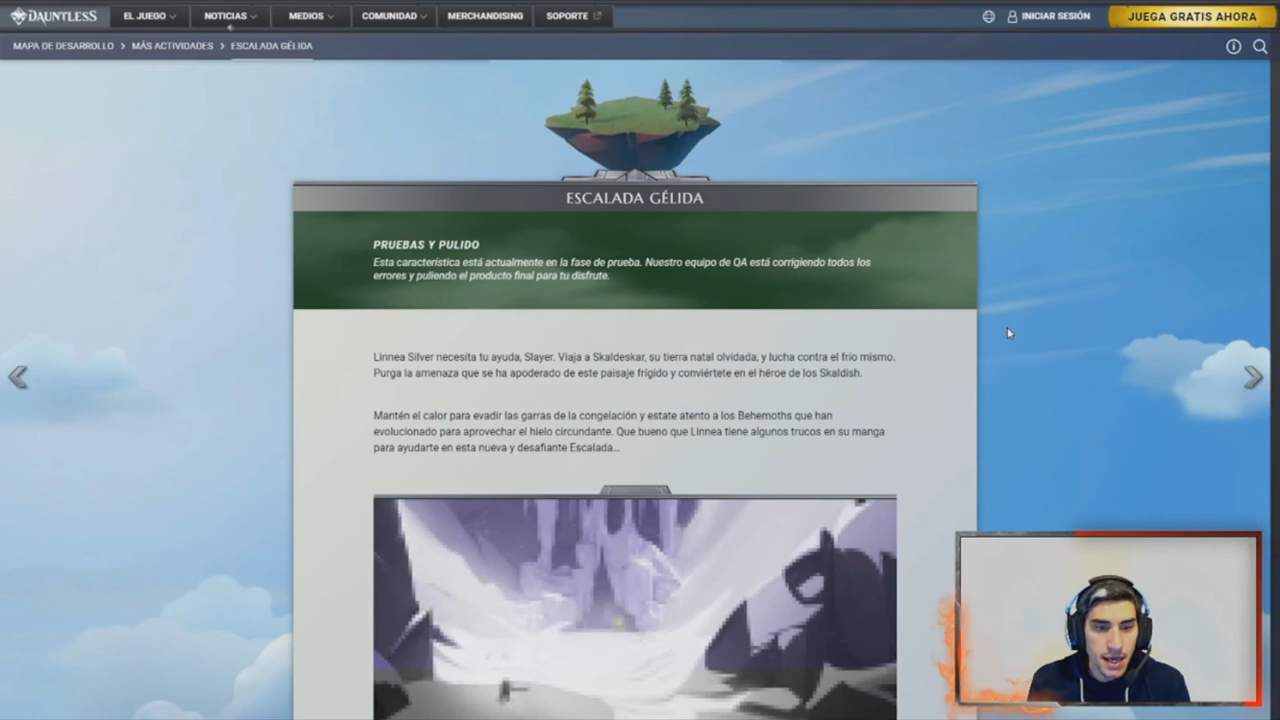 DAUNTLESS EL JUEGO NOTICIAS MEDIOS COMUNIDAD MERCHANDISING SOPORTE INICIAR SESIÓN JUEGA GRATIS AHORA
MAPA DE DESARROLLO > MÁS ACTIVIDADES > ESCALADA GÉLIDA
ESCALADA GÉLIDA
PRUEBAS Y PULIDO
Esta característica está actualmente en la fase de prueba. Nuestro equipo de QA está corrigiendo todos los
errores y puliendo el producto final para tu disfrute.
Linnea Silver necesita tu ayuda, Slayer. Viaja a Skaldeskar, su tierra natal olvidada, y lucha contra el frío mismo.
Purga la amenaza que se ha apoderado de este paisaje frígido y conviértete en el héroe de los Skaldish.
Mantén el calor para evadir las garras de la congelación y estate atento a los Behemoths que han
evolucionado para aprovechar el hielo circundante. Que bueno que Linnea tiene algunos trucos en su manga
para ayudarte en esta nueva y desafiante Escalada...